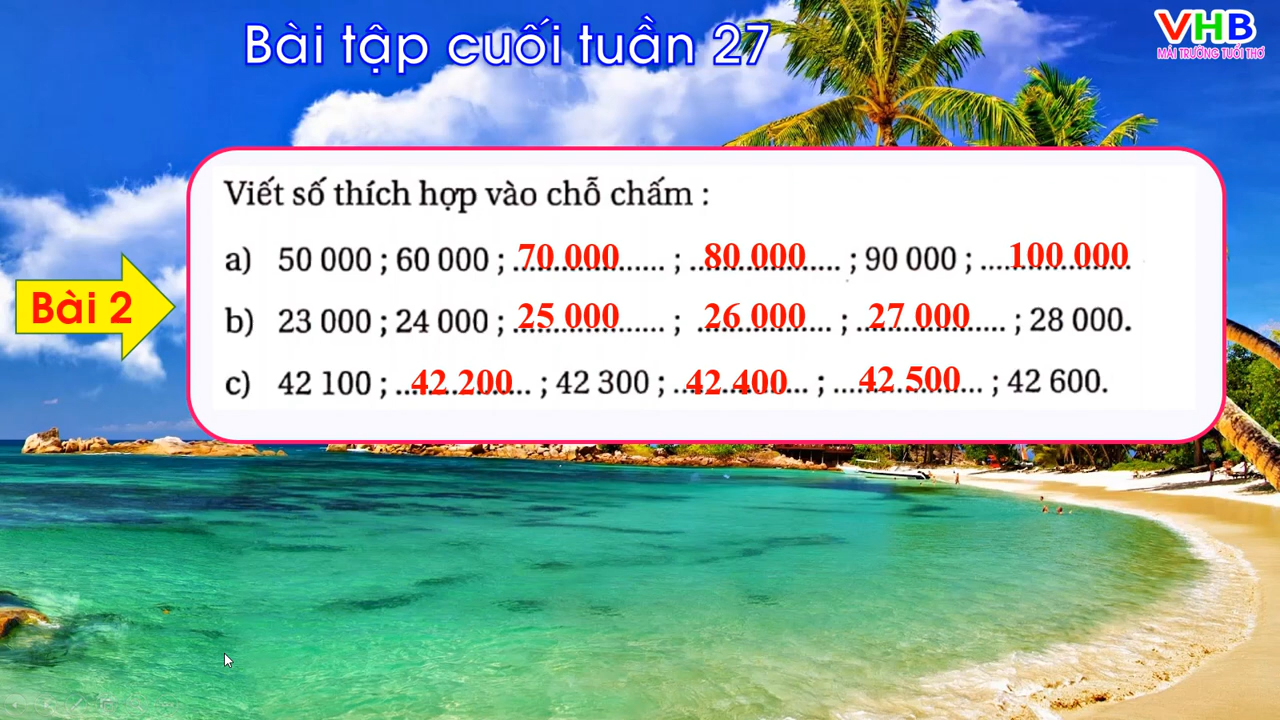 Bài tập cuối tuần 27
VHB
MÁI TRƯỜNG TUỔI THƠ
Bài 2
Viết số thích hợp vào chỗ chấm :
a) 50 000 ; 60 000 ; 70 000 ; 80 000 ; 90 000 ; 100 000
b) 23 000 ; 24 000 ; 25 000 ; 26 000 ; 27 000 ; 28 000.
c) 42 100 ; 42 200 ; 42 300 ; 42 400 ; 42 500 ; 42 600.